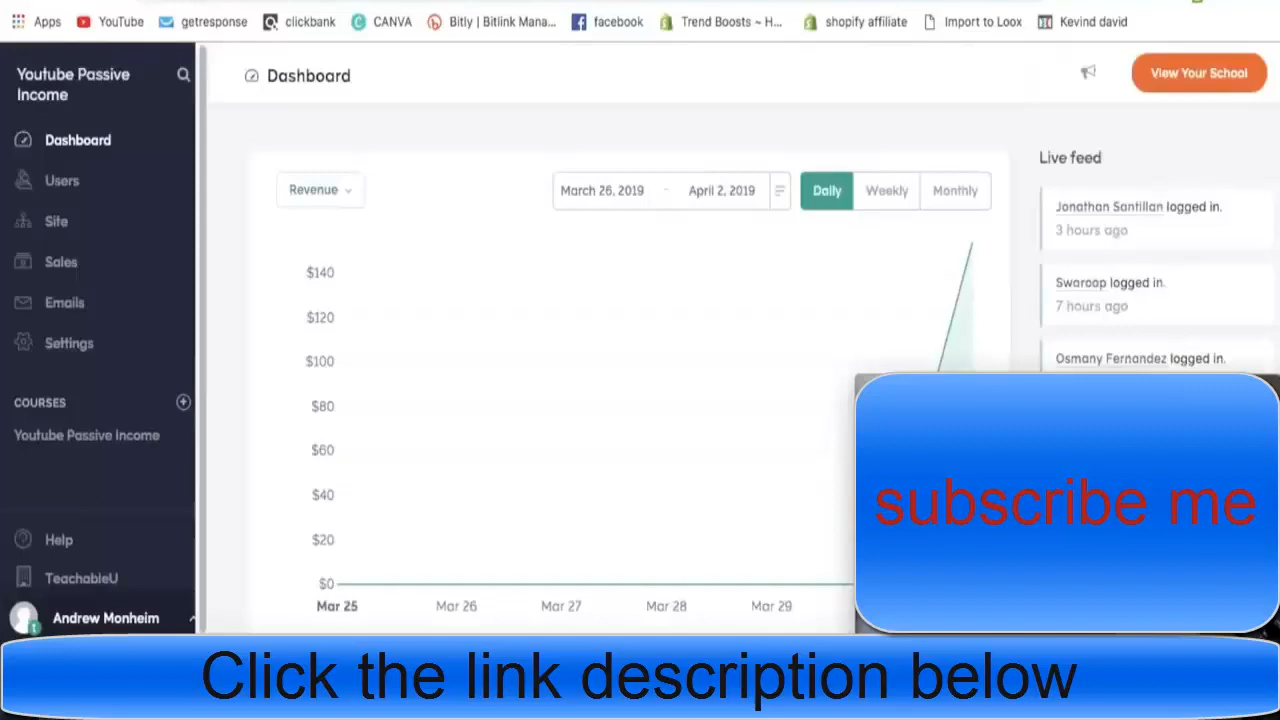 Apps YouTube getresponse clickbank CANVA Bitly | Bitlink Mana... facebook Trend Boosts ~ H... shopify affiliate Import to Loox Kevind david
Youtube Passive
Income
Dashboard
View Your School
Dashboard
Users
Site
Sales
Emails
Settings
COURSES
Youtube Passive Income
Help
TeachableU
Andrew Monheim
Revenue
March 26, 2019 - April 2, 2019
Daily Weekly Monthly
$140
$120
$100
$80
$60
$40
$20
$0
Mar 25 Mar 26 Mar 27 Mar 28 Mar 29
Live feed
Jonathan Santillan logged in.
3 hours ago
Swaroop logged in.
7 hours ago
Osmany Fernandez logged in.
subscribe me
Click the link description below